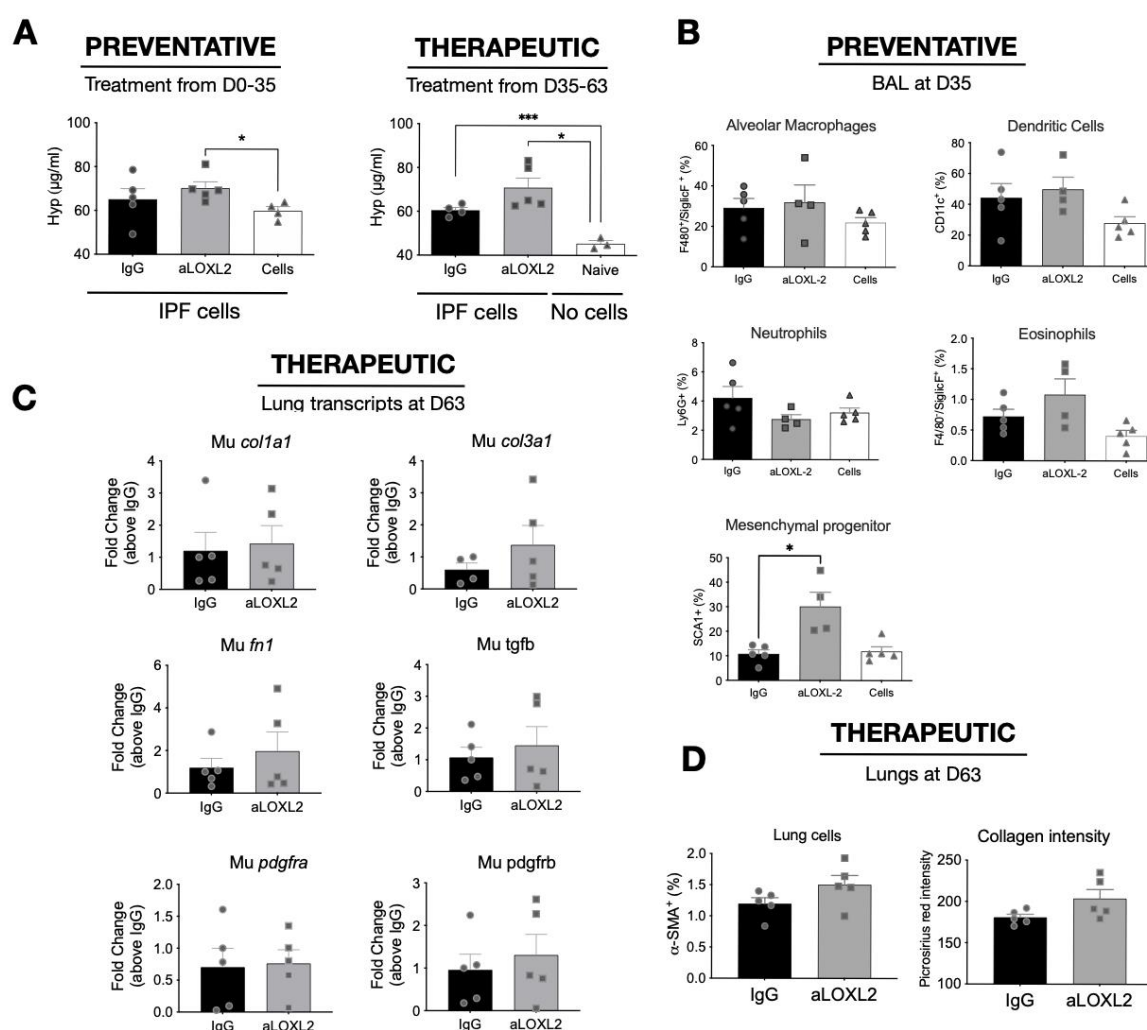 A
PREVENTATIVE
Treatment from D0-35
100
80
60
40
Hyp (µg/ml)
*
IgG
aLOXL2
Cells
IPF cells
THERAPEUTIC
Treatment from D35-63
100
80
60
40
Hyp (µg/ml)
***
*
IgG
aLOXL2
Naive
IPF cells
No cells
B
PREVENTATIVE
BAL at D35
Alveolar Macrophages
60
40
20
0
F480+/SiglicF + (%)
IgG
aLOXL-2
Cells
Dendritic Cells
80
60
40
20
0
CD11c+ (%)
IgG
aLOXL2
Cells
Neutrophils
8
6
4
2
0
Ly6G+ (%)
IgG
aLOXL-2
Cells
Eosinophils
2.0
1.5
1.0
0.5
0.0
F4/80-/SiglicF+ (%)
IgG
aLOXL-2
Cells
Mesenchymal progenitor
50
40
30
20
10
0
SCA1+ (%)
*
IgG
aLOXL-2
Cells
C
THERAPEUTIC
Lung transcripts at D63
Mu col1a1
4
3
2
1
0
Fold Change
(above IgG)
IgG
aLOXL2
Mu col3a1
4
3
2
1
0
Fold Change
(above IgG)
IgG
aLOXL2
Mu fn1
6
4
2
0
Fold Change
(above IgG)
IgG
aLOXL2
Mu tgfb
4
3
2
1
0
Fold Change
(above IgG)
IgG
aLOXL2
Mu pdgfra
2.0
1.5
1.0
0.5
0.0
Fold Change
(above IgG)
IgG
aLOXL2
Mu pdgfrb
3
2
1
0
Fold Change
(above IgG)
IgG
aLOXL2
D
THERAPEUTIC
Lungs at D63
Lung cells
2.0
1.5
1.0
0.5
0.0
α-SMA+ (%)
IgG
aLOXL2
Collagen intensity
250
200
150
100
Picrosirius red intensity
IgG
aLOXL2